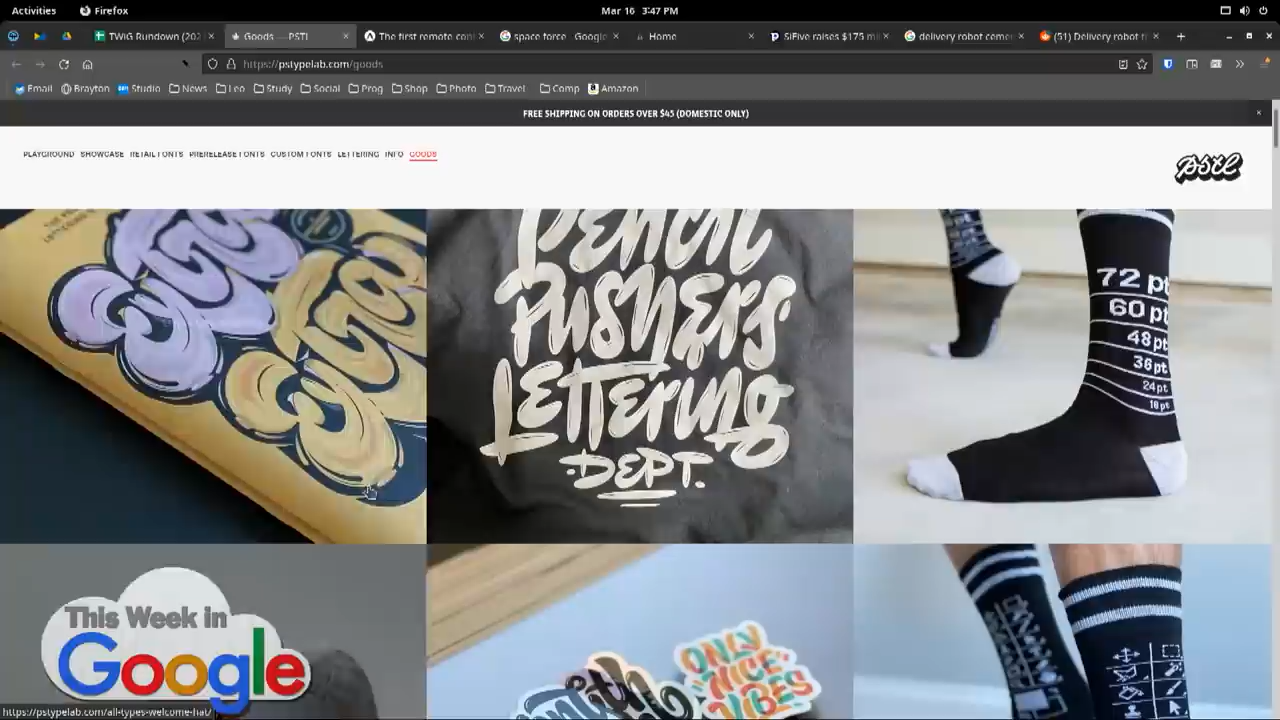 Activities
Firefox
Mar 16 3:47 PM
TWiG Rundown (202
Goods — PSTL
The first remote con
space force - Google
Home
SiFive raises $175 mi
delivery robot ceme
(51) Delivery robot f
https://pstypelab.com/goods
Email
Brayton
Studio
News
Leo
Study
Social
Prog
Shop
Photo
Travel
Comp
Amazon
FREE SHIPPING ON ORDERS OVER $45 (DOMESTIC ONLY)
PLAYGROUND SHOWCASE RETAIL FONTS PRERELEASE FONTS CUSTOM FONTS LETTERING INFO GOODS
pstl
Pencil
Pushers
Lettering
DEPT.
72 pt
60 pt
48 pt
36 pt
24 pt
18 pt
ONLY
NICE
VIBES
This Week in
Google
https://pstypelab.com/all-types-welcome-hat/